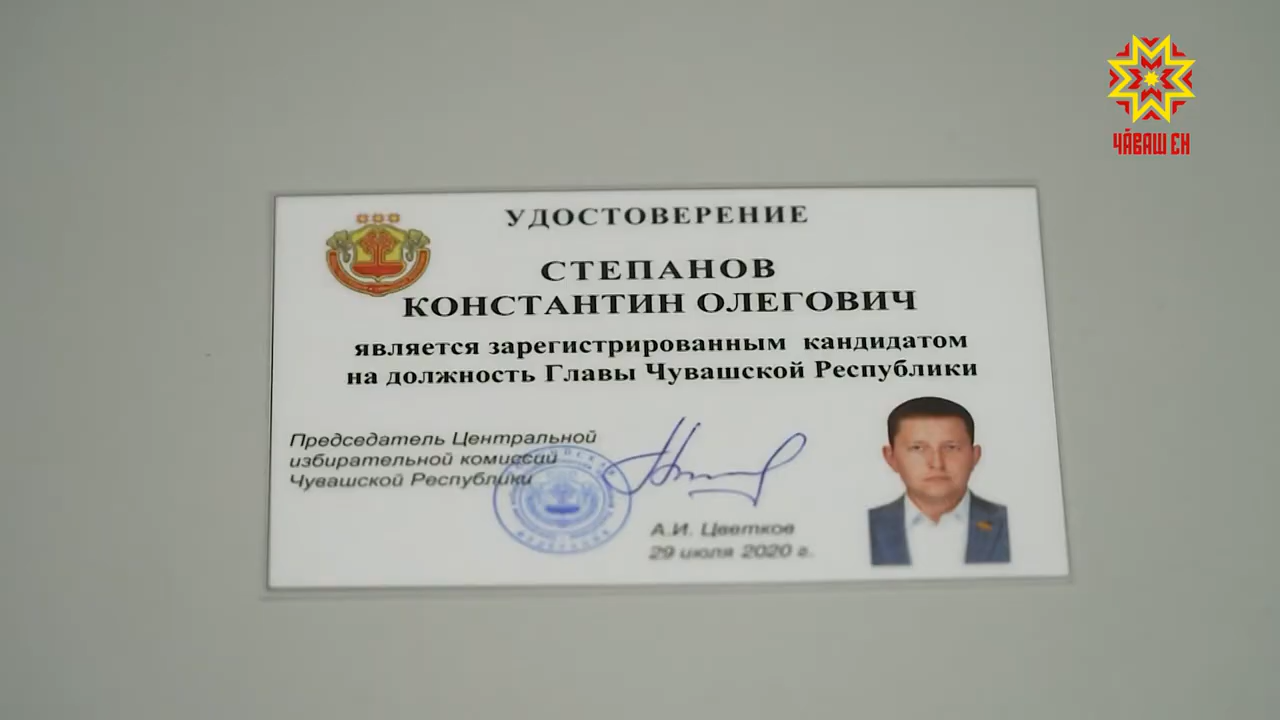 ЧӐВАШ ЕН
УДОСТОВЕРЕНИЕ
СТЕПАНОВ
КОНСТАНТИН ОЛЕГОВИЧ
является зарегистрированным кандидатом
на должность Главы Чувашской Республики
Председатель Центральной
избирательной комиссии
Чувашской Республики
А.И. Цветков
29 июля 2020 г.